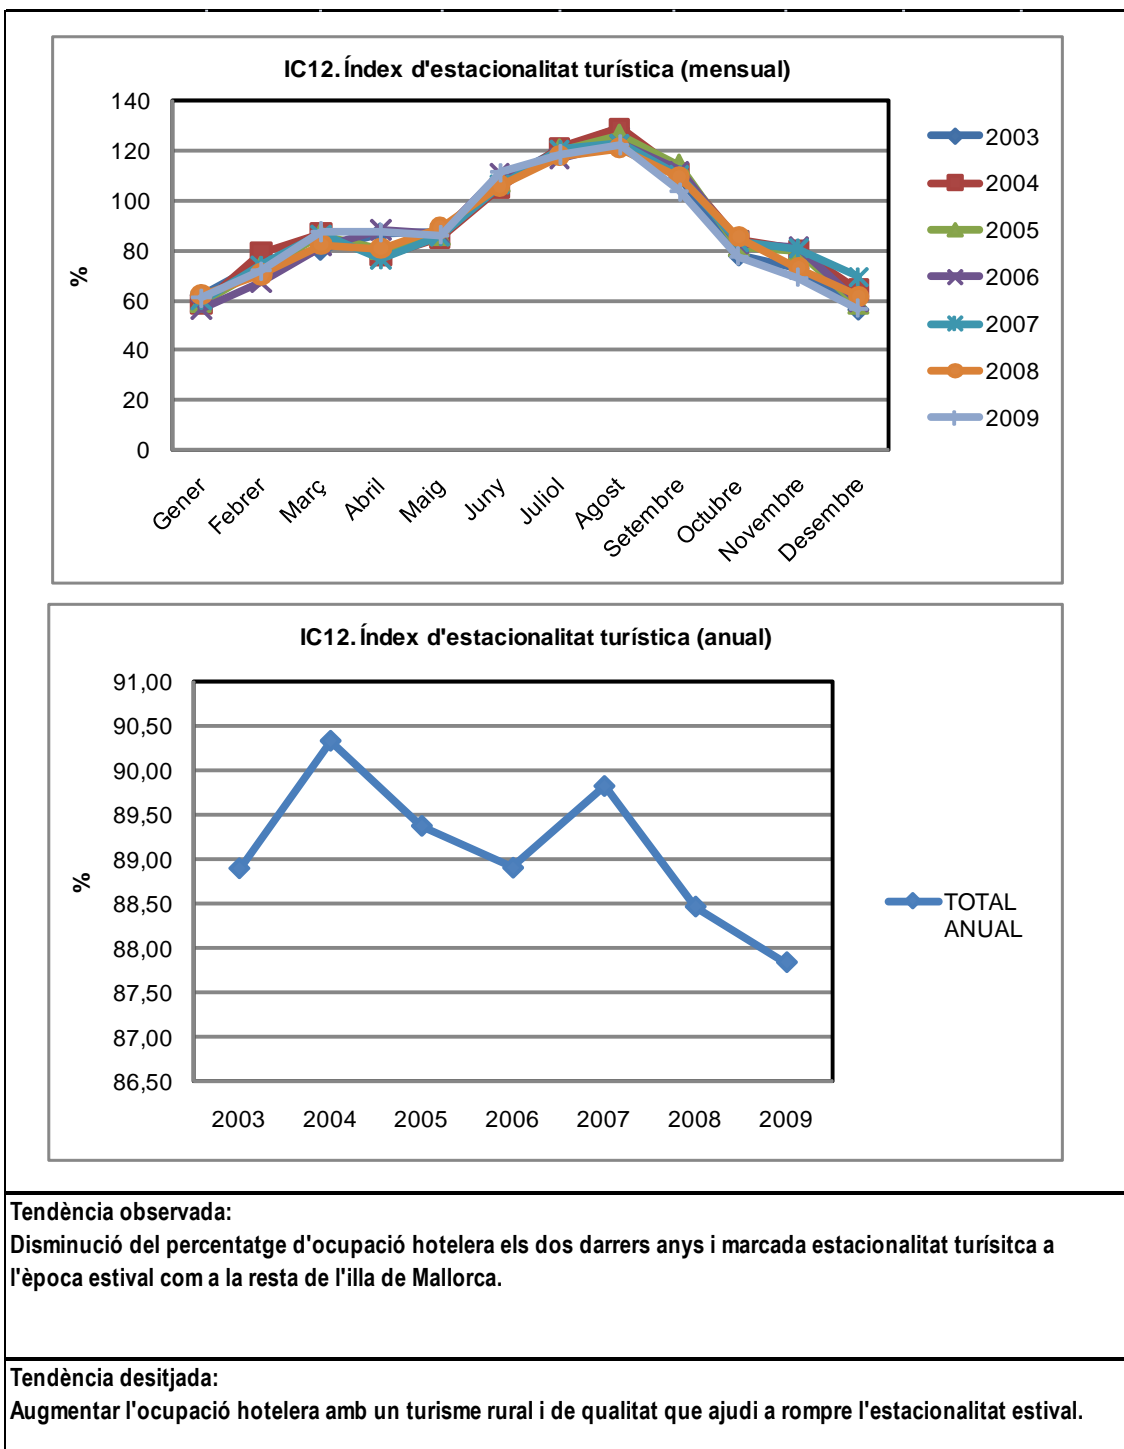 IC12. Índex d'estacionalitat turística (mensual)
140
120
100
80
60
40
20
0
%
Gener
Febrer
Març
Abril
Maig
Juny
Juliol
Agost
Setembre
Octubre
Novembre
Desembre
2003
2004
2005
2006
2007
2008
2009
IC12. Índex d'estacionalitat turística (anual)
91,00
90,50
90,00
89,50
89,00
88,50
88,00
87,50
87,00
86,50
%
2003 2004 2005 2006 2007 2008 2009
TOTAL
ANUAL
Tendència observada:
Disminució del percentatge d'ocupació hotelera els dos darrers anys i marcada estacionalitat turísitca a
l'època estival com a la resta de l'illa de Mallorca.
Tendència desitjada:
Augmentar l'ocupació hotelera amb un turisme rural i de qualitat que ajudi a rompre l'estacionalitat estival.